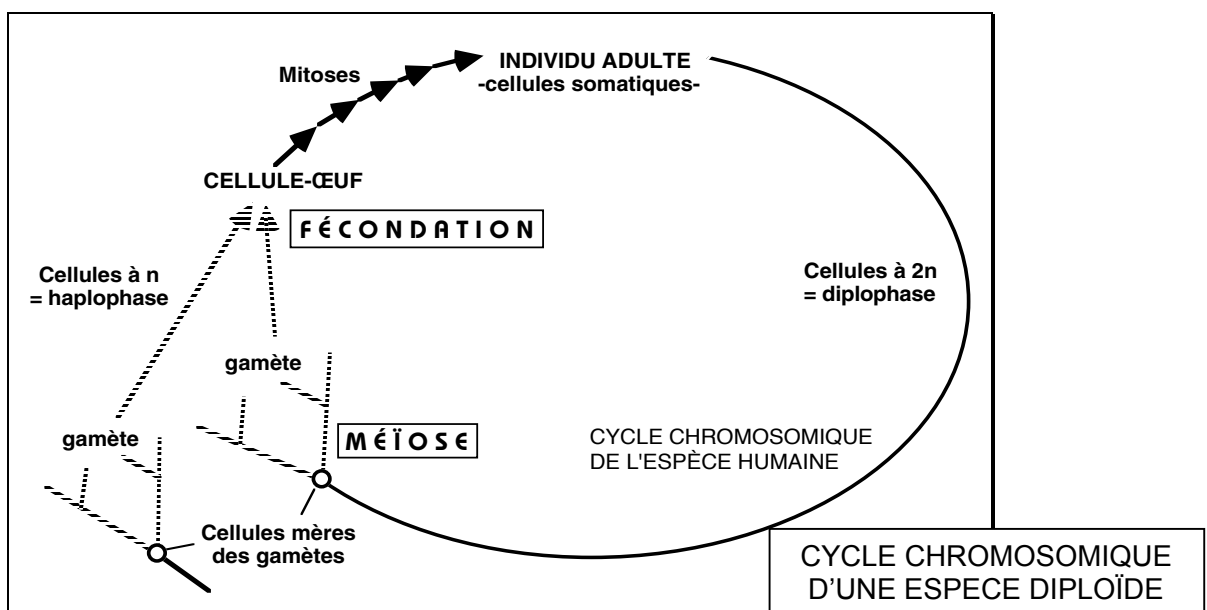 INDIVIDU ADULTE
-cellules somatiques-
Mitoses
CELLULE-ŒUF
FÉCONDATION
Cellules à n
= haplophase
Cellules à 2n
= diplophase
gamète
gamète
MÉÏOSE
CYCLE CHROMOSOMIQUE
DE L'ESPÈCE HUMAINE
Cellules mères
des gamètes
CYCLE CHROMOSOMIQUE
D'UNE ESPECE DIPLOÏDE